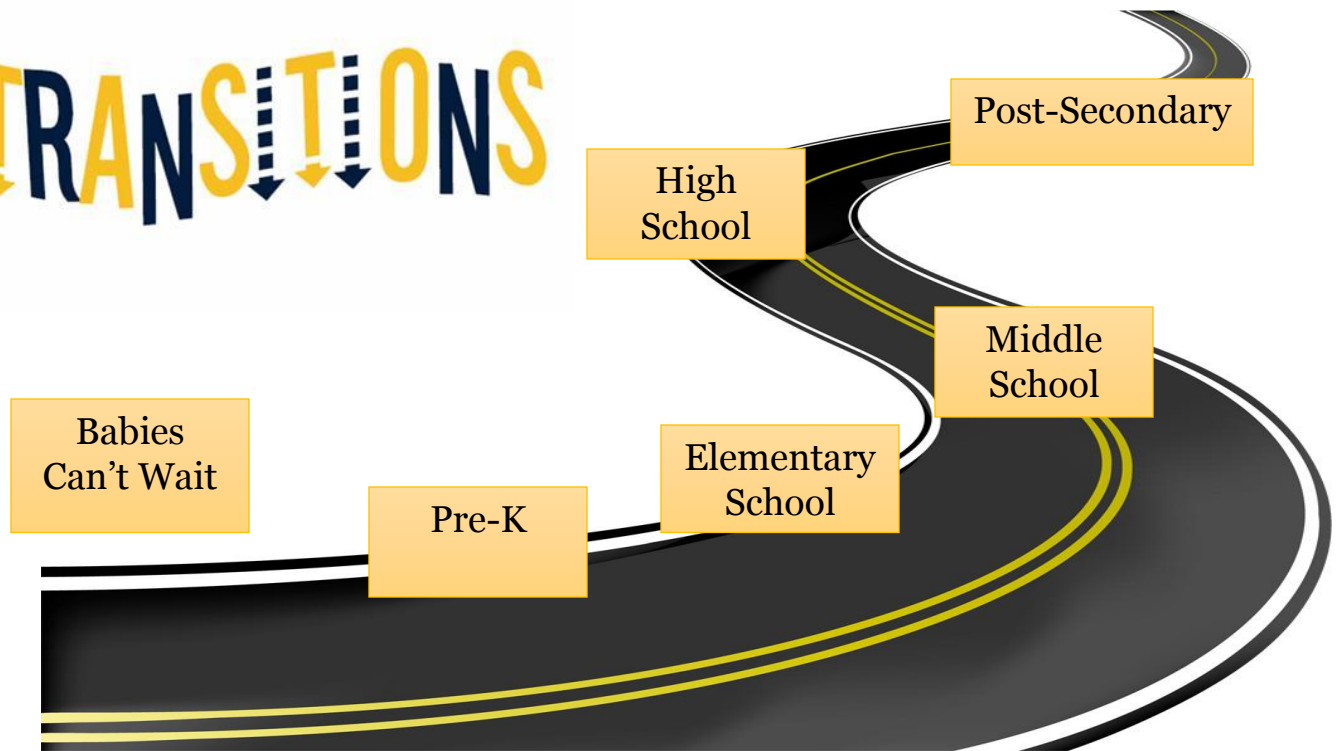 TRANSITIONS
Post-Secondary
High
School
Middle
School
Babies
Can’t Wait
Elementary
School
Pre-K